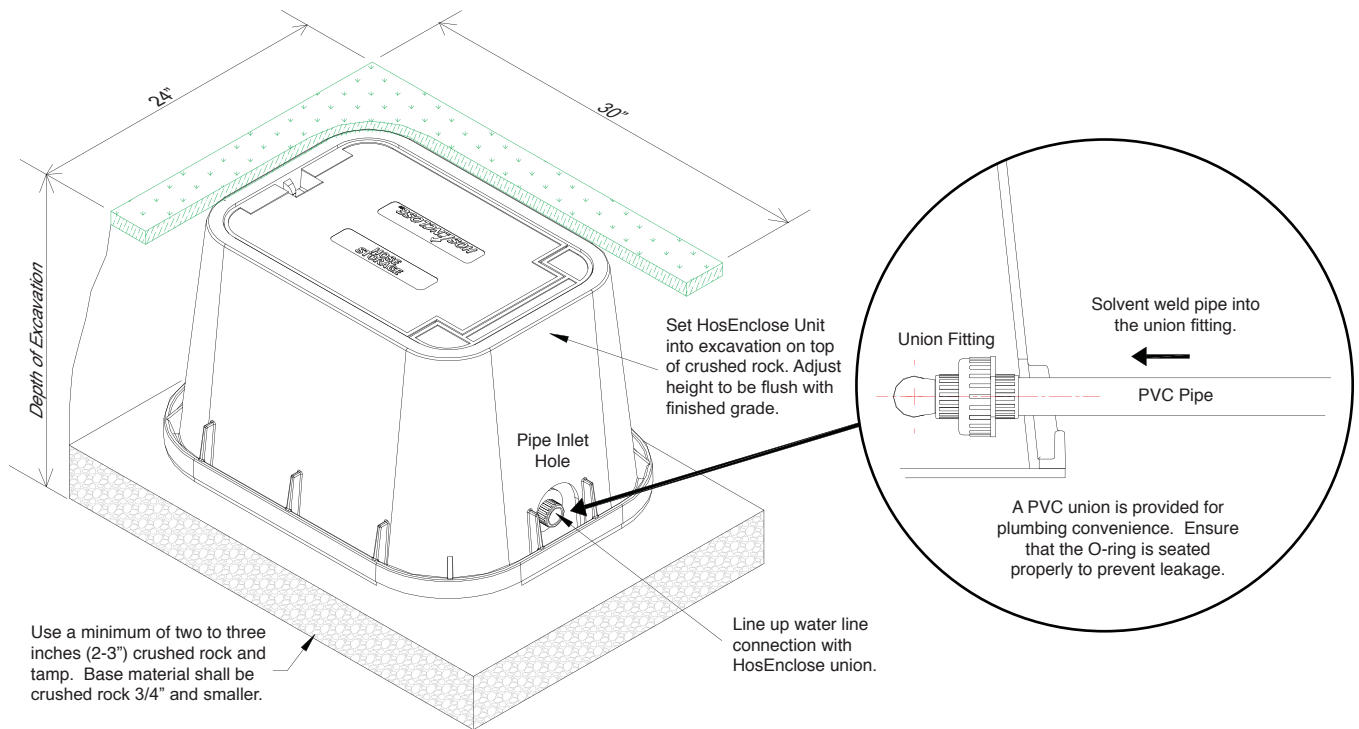 24”
30”
Depth of Excavation
HOSENCLOSE
HOSE
STORAGE
Set HosEnclose Unit
into excavation on top
of crushed rock. Adjust
height to be flush with
finished grade.
Pipe Inlet
Hole
Line up water line
connection with
HosEnclose union.
Use a minimum of two to three
inches (2-3”) crushed rock and
tamp.  Base material shall be
crushed rock 3/4” and smaller.
Solvent weld pipe into
the union fitting.
Union Fitting
PVC Pipe
A PVC union is provided for
plumbing convenience.  Ensure
that the O-ring is seated
properly to prevent leakage.